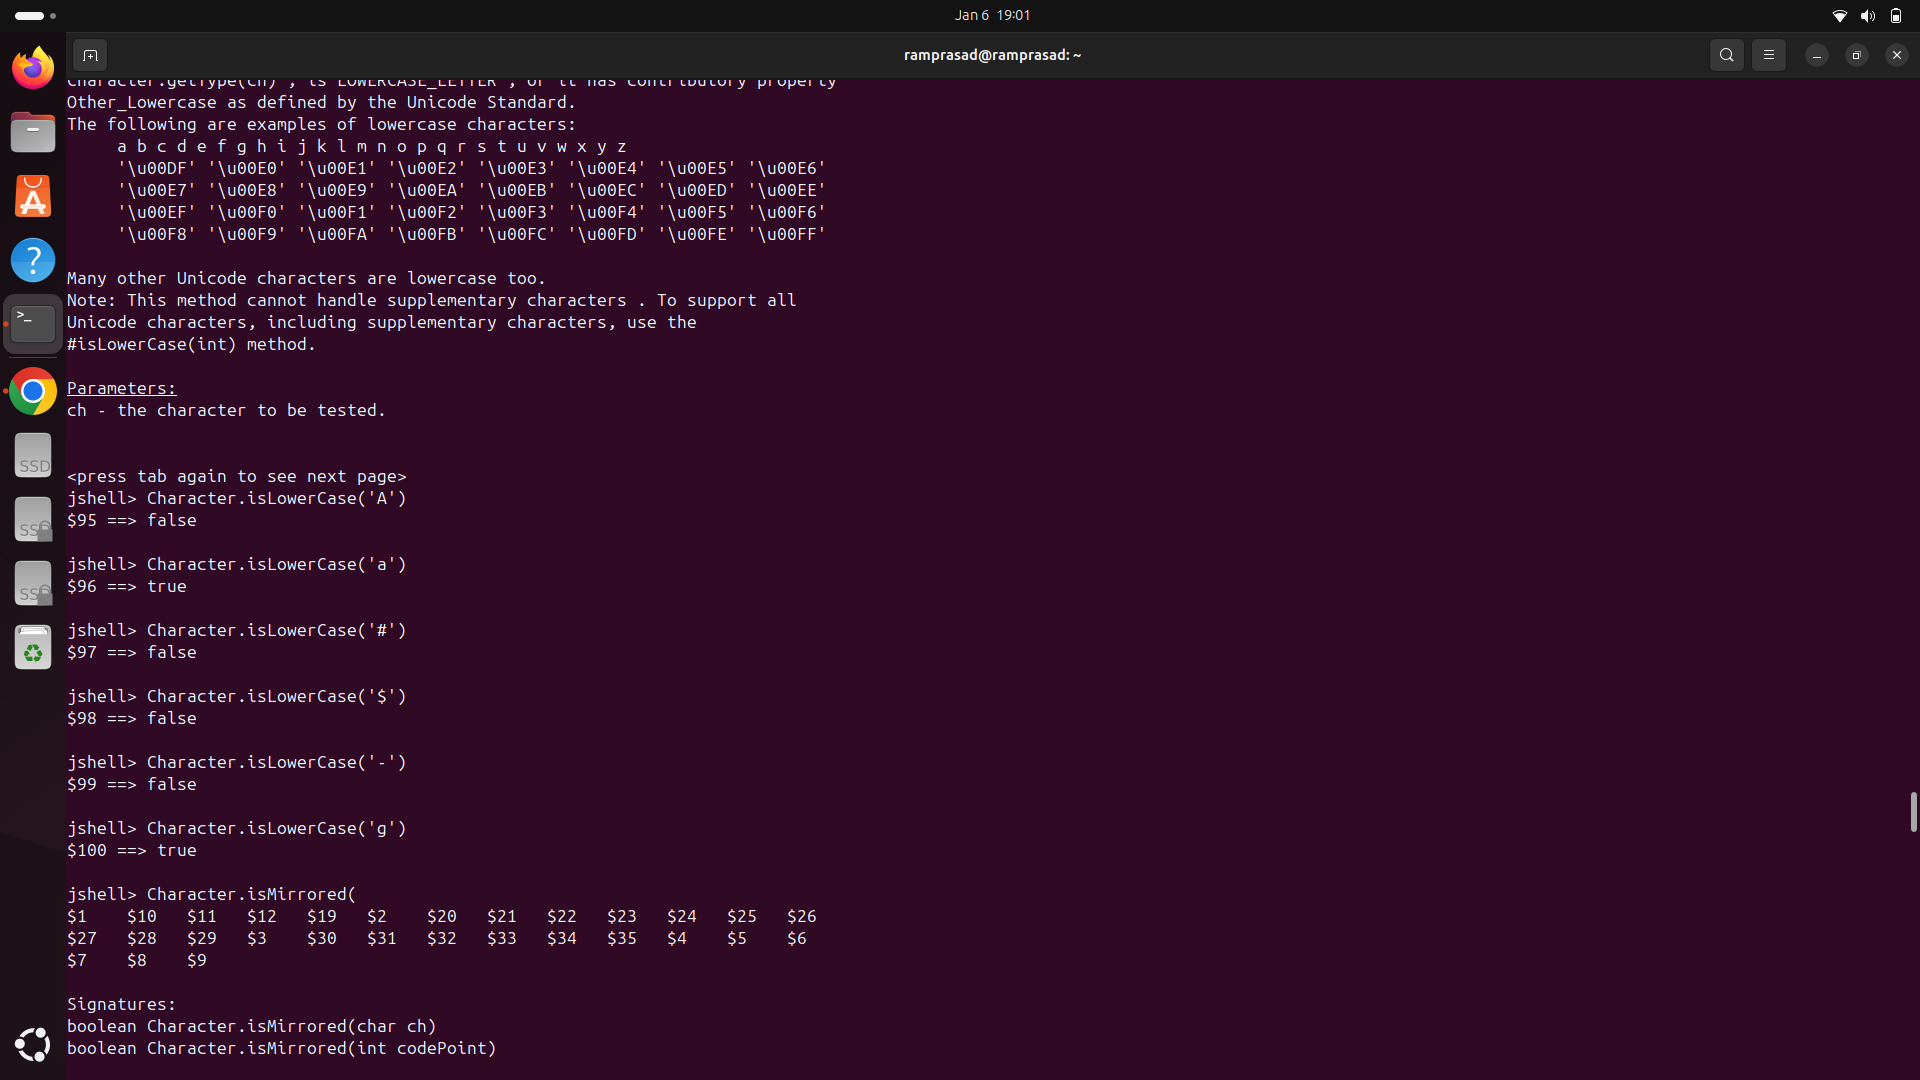 Jan 6 19:01
ramprasad@ramprasad: ~
Character.getType(ch) , is LOWERCASE_LETTER , or it has contributory property
Other_Lowercase as defined by the Unicode Standard.
The following are examples of lowercase characters:
a b c d e f g h i j k l m n o p q r s t u v w x y z
'\u00DF' '\u00E0' '\u00E1' '\u00E2' '\u00E3' '\u00E4' '\u00E5' '\u00E6'
'\u00E7' '\u00E8' '\u00E9' '\u00EA' '\u00EB' '\u00EC' '\u00ED' '\u00EE'
'\u00EF' '\u00F0' '\u00F1' '\u00F2' '\u00F3' '\u00F4' '\u00F5' '\u00F6'
'\u00F8' '\u00F9' '\u00FA' '\u00FB' '\u00FC' '\u00FD' '\u00FE' '\u00FF'
Many other Unicode characters are lowercase too.
Note: This method cannot handle supplementary characters . To support all
Unicode characters, including supplementary characters, use the
#isLowerCase(int) method.
Parameters:
ch - the character to be tested.
<press tab again to see next page>
jshell> Character.isLowerCase('A')
$95 ==> false
jshell> Character.isLowerCase('a')
$96 ==> true
jshell> Character.isLowerCase('#')
$97 ==> false
jshell> Character.isLowerCase('$')
$98 ==> false
jshell> Character.isLowerCase('-')
$99 ==> false
jshell> Character.isLowerCase('g')
$100 ==> true
jshell> Character.isMirrored(
$1 $10 $11 $12 $19 $2 $20 $21 $22 $23 $24 $25 $26
$27 $28 $29 $3 $30 $31 $32 $33 $34 $35 $4 $5 $6
$7 $8 $9
Signatures:
boolean Character.isMirrored(char ch)
boolean Character.isMirrored(int codePoint)
SSD
SSD
SSD